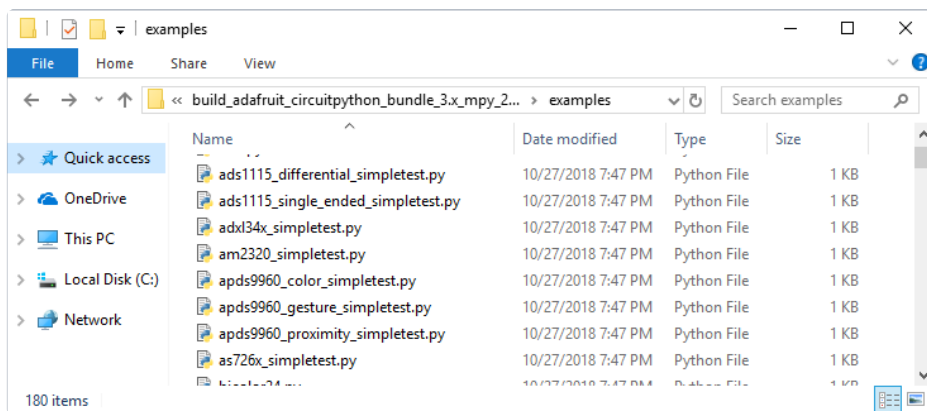 examples
File Home Share View
« build_adafruit_circuitpython_bundle_3.x_mpy_2... > examples Search examples
Name Date modified Type Size
Quick access
OneDrive
This PC
Local Disk (C:)
Network
ads1115_differential_simpletest.py 10/27/2018 7:47 PM Python File 1 KB
ads1115_single_ended_simpletest.py 10/27/2018 7:47 PM Python File 1 KB
adxl34x_simpletest.py 10/27/2018 7:47 PM Python File 1 KB
am2320_simpletest.py 10/27/2018 7:47 PM Python File 1 KB
apds9960_color_simpletest.py 10/27/2018 7:47 PM Python File 1 KB
apds9960_gesture_simpletest.py 10/27/2018 7:47 PM Python File 1 KB
apds9960_proximity_simpletest.py 10/27/2018 7:47 PM Python File 1 KB
as726x_simpletest.py 10/27/2018 7:47 PM Python File 1 KB
180 items